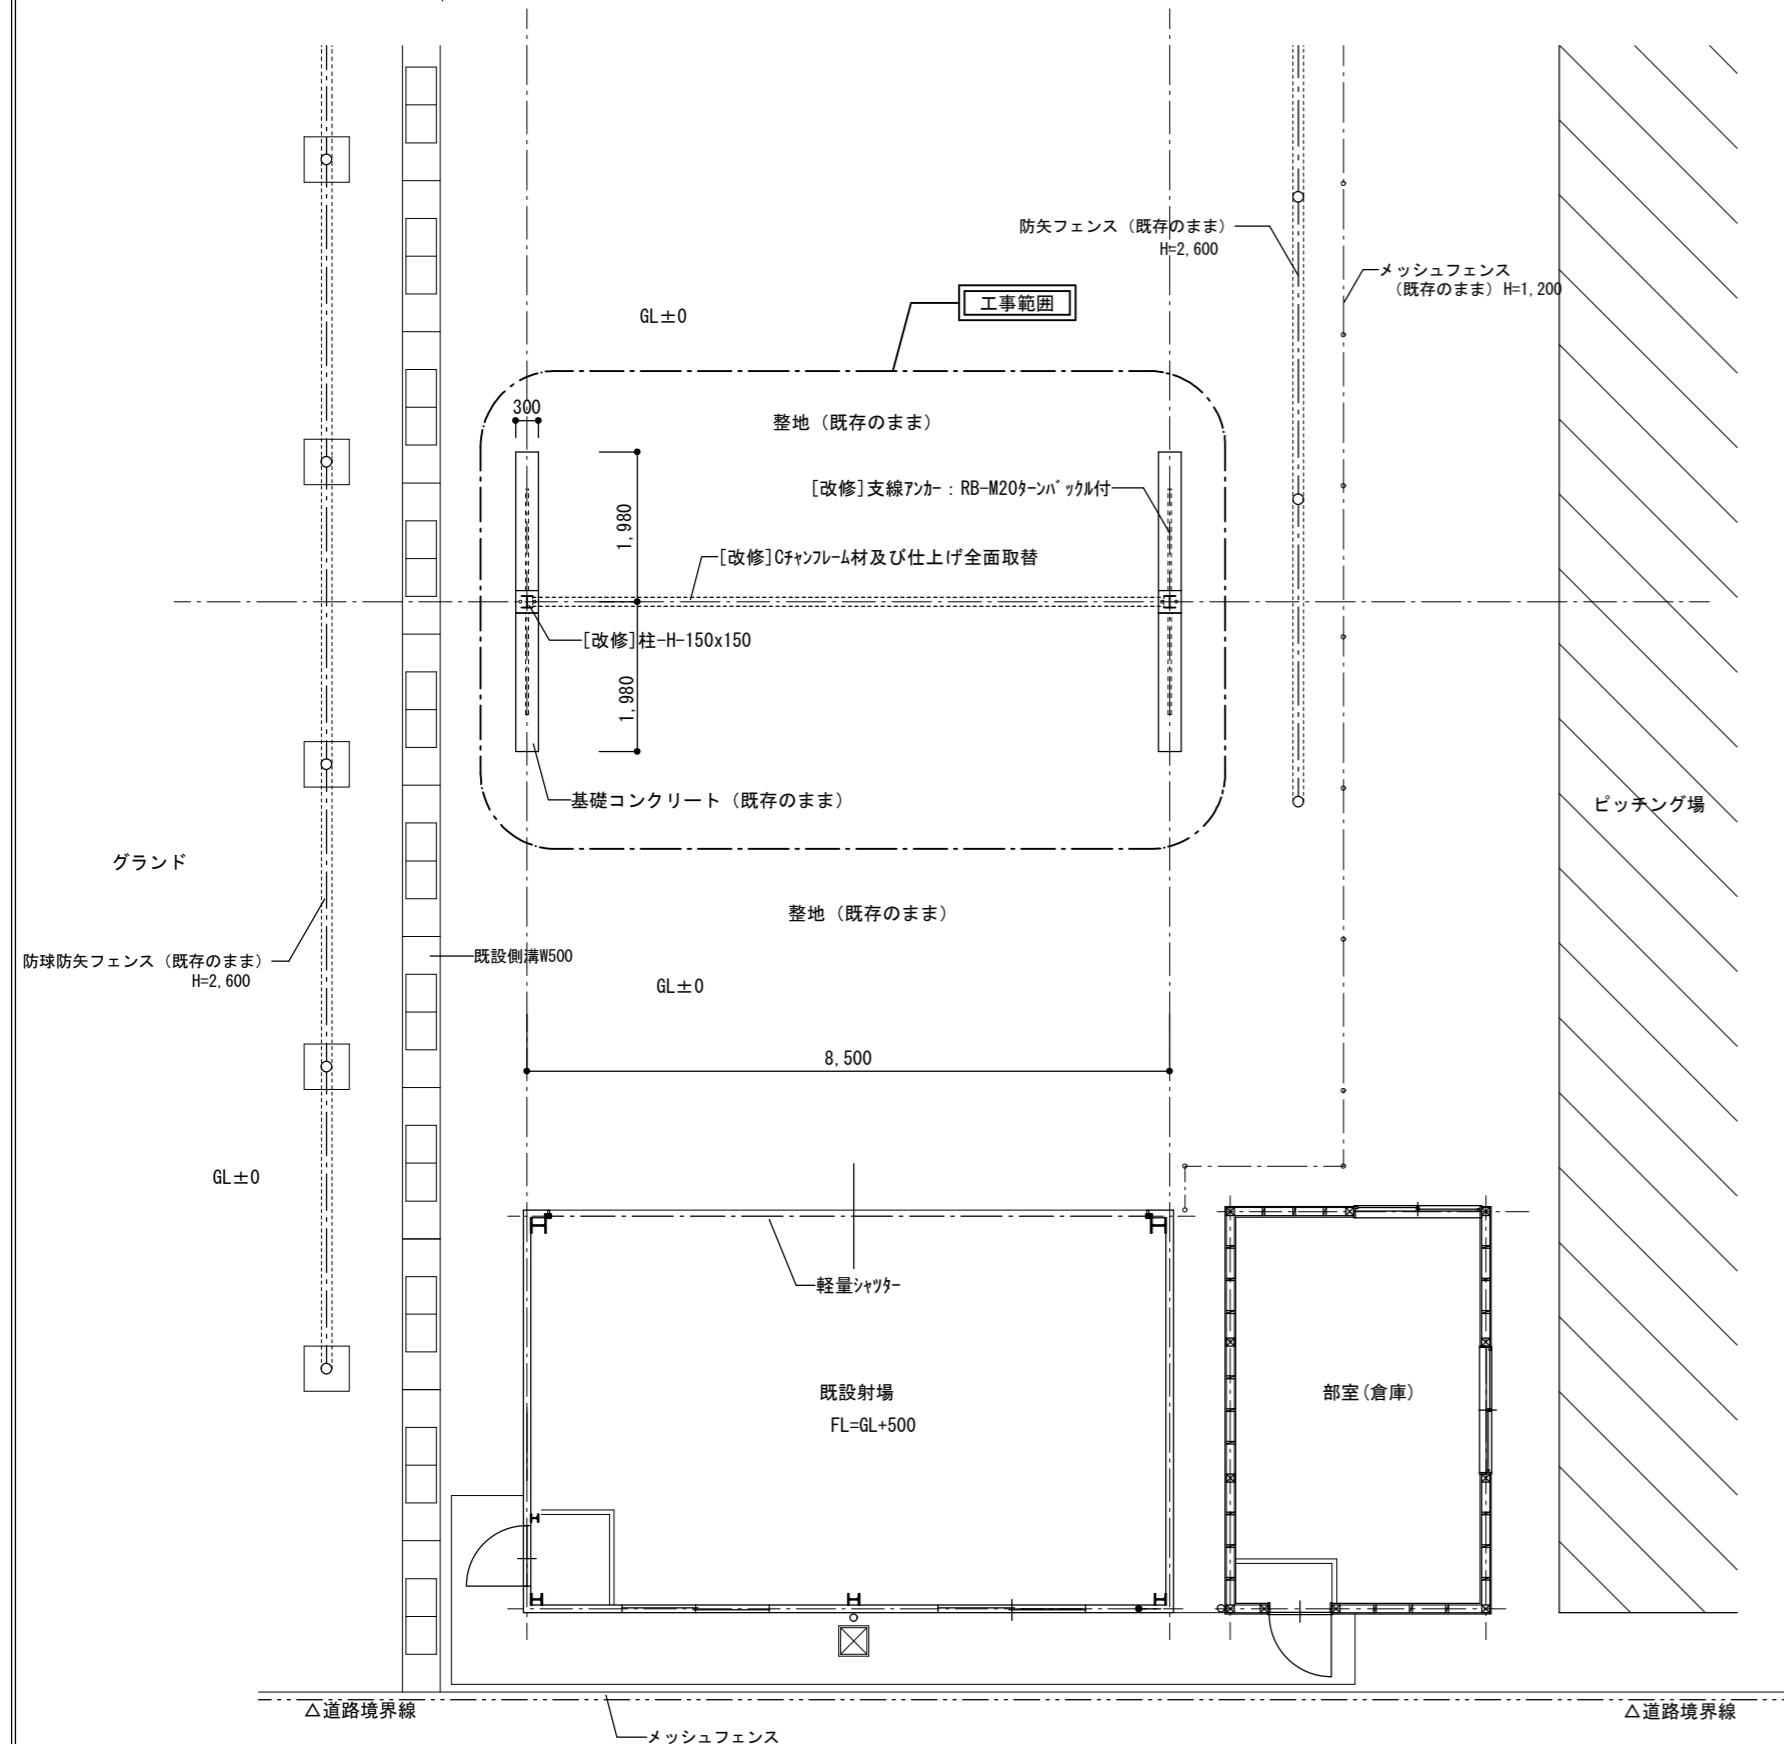 防矢フェンス（既存のまま）
H=2,600
メッシュフェンス
（既存のまま）H=1,200
工事範囲
GL±0
300
整地（既存のまま）
[改修]支線アンカー：RB-M20ターンバックル付
1,980
[改修]Cチャンフレーム材及び仕上げ全面取替
[改修]柱-H-150x150
1,980
基礎コンクリート（既存のまま）
ピッチング場
グランド
整地（既存のまま）
防球防矢フェンス（既存のまま）
H=2,600
既設側溝W500
GL±0
8,500
GL±0
軽量シャッター
既設射場
FL=GL+500
部室(倉庫)
△道路境界線
△道路境界線
メッシュフェンス